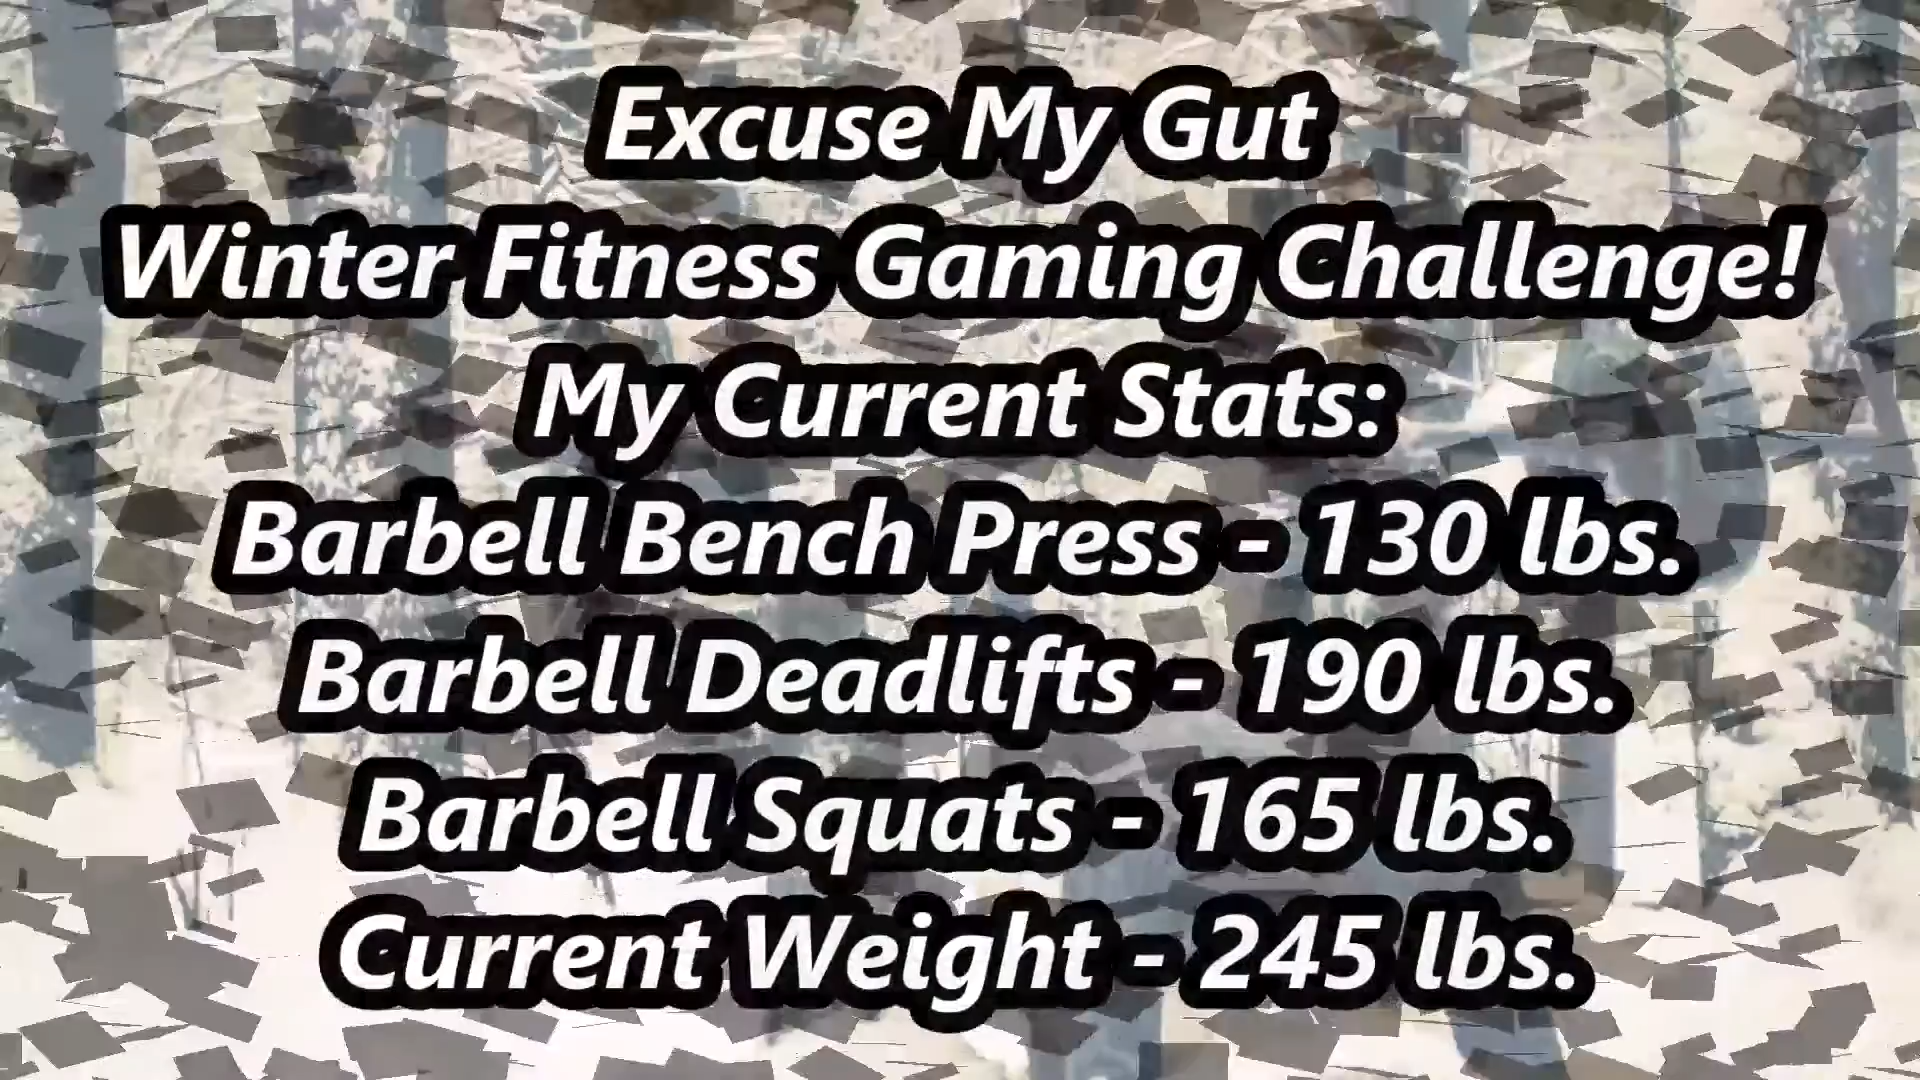 Excuse My Gut
Winter Fitness Gaming Challenge!
My Current Stats:
Barbell Bench Press - 130 lbs.
Barbell Deadlifts - 190 lbs.
Barbell Squats - 165 lbs.
Current Weight - 245 lbs.